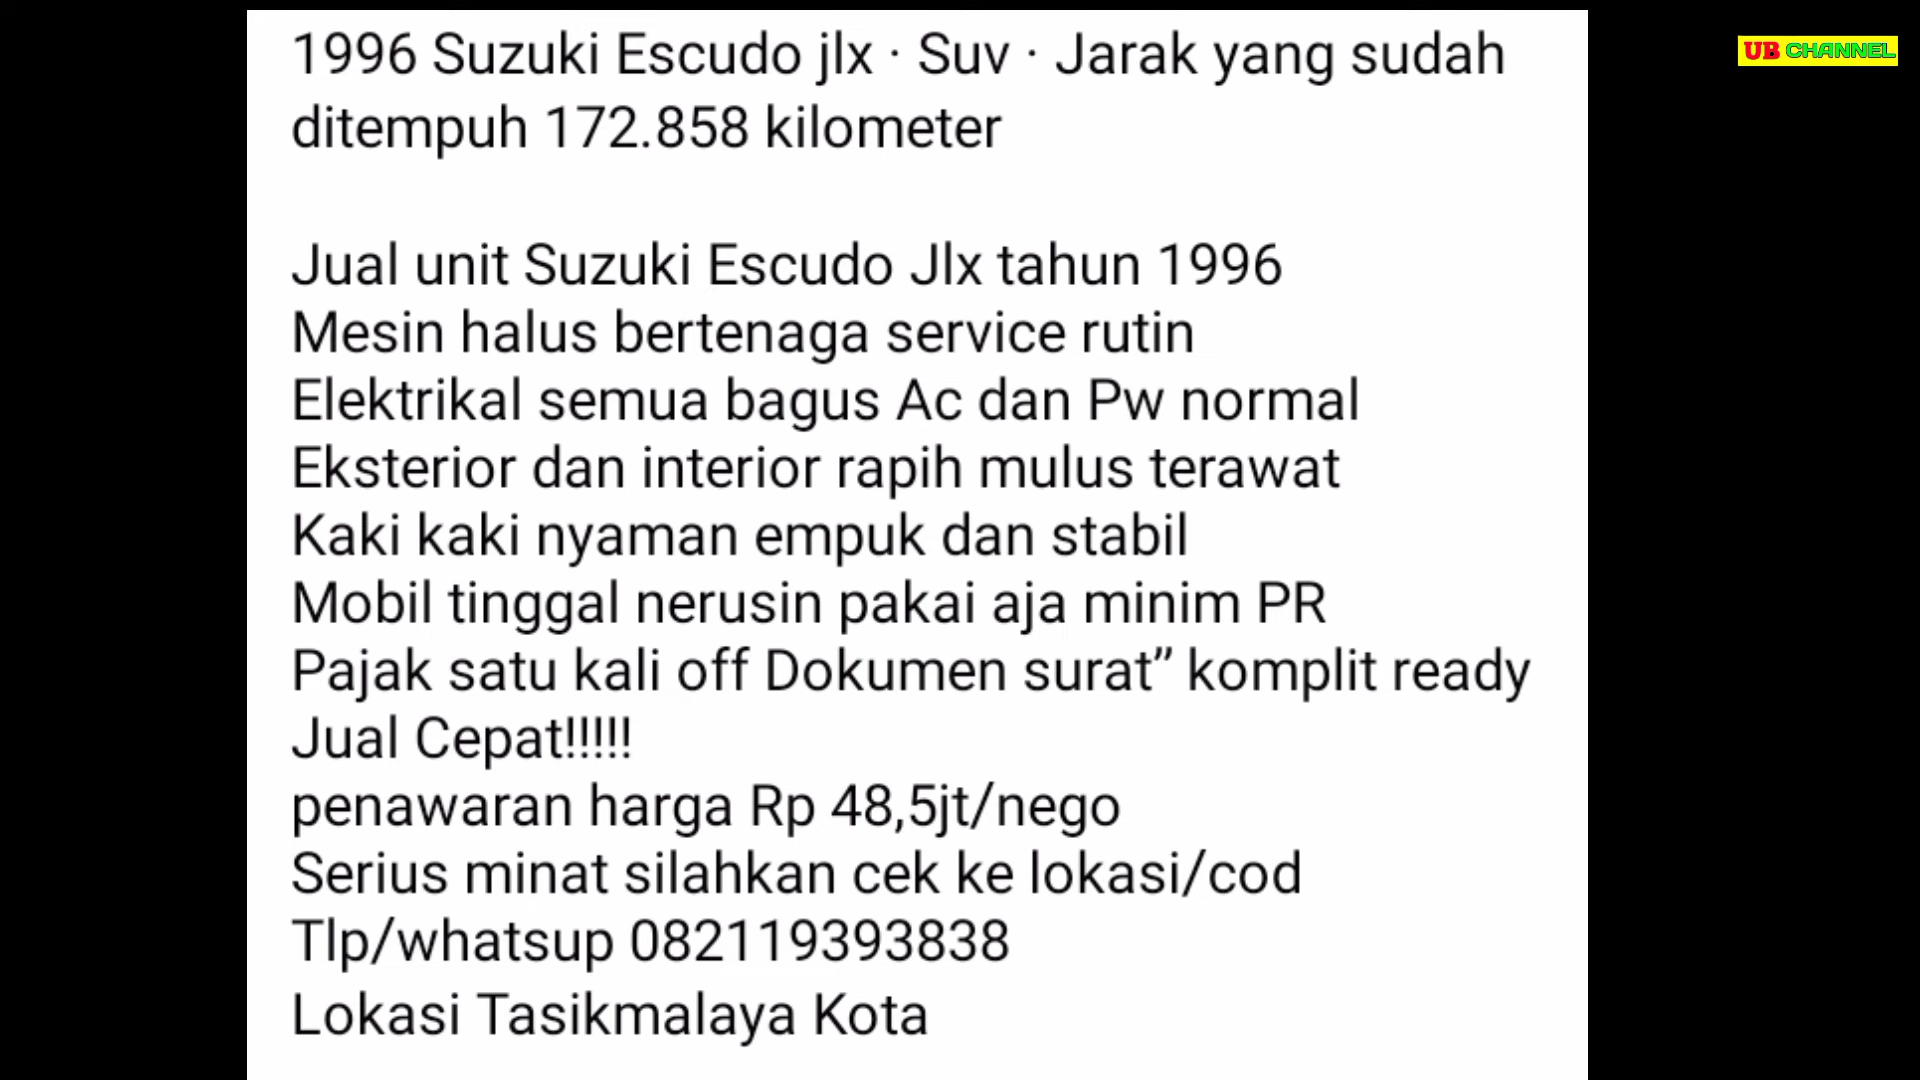 1996 Suzuki Escudo jlx · Suv · Jarak yang sudah
ditempuh 172.858 kilometer
Jual unit Suzuki Escudo Jlx tahun 1996
Mesin halus bertenaga service rutin
Elektrikal semua bagus Ac dan Pw normal
Eksterior dan interior rapih mulus terawat
Kaki kaki nyaman empuk dan stabil
Mobil tinggal nerusin pakai aja minim PR
Pajak satu kali off Dokumen surat” komplit ready
Jual Cepat!!!!!
penawaran harga Rp 48,5jt/nego
Serius minat silahkan cek ke lokasi/cod
Tlp/whatsup 082119393838
Lokasi Tasikmalaya Kota
UB CHANNEL